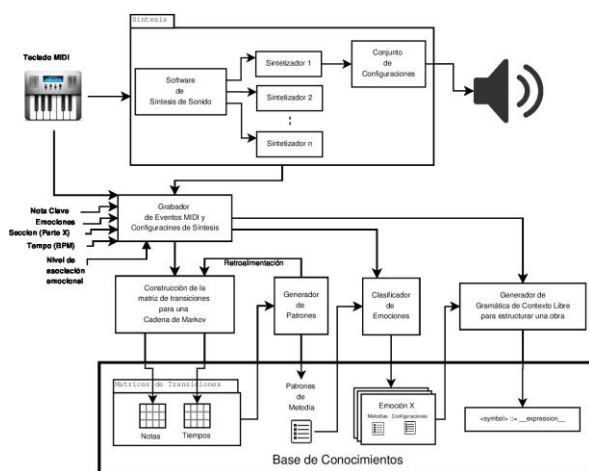 Síntesis
Teclado MIDI
Software
de
Síntesis de Sonido
Sintetizador 1
Sintetizador 2
Sintetizador n
Conjunto
de
Configuraciones
Nota Clave
Emociones
Seccion (Parte X)
Tempo (BPM)
Nivel de
asociación
emocional
Grabador
de Eventos MIDI y
Configuracines de Síntesis
Retroalimentación
Construcción de la
matriz de transiciones
para una
Cadena de Markov
Generador
de
Patrones
Clasificador
de
Emociones
Generador de
Gramática de Contexto Libre
para estructurar una obra
Matrices de Transiciones
Notas
Tiempos
Patrones
de
Melodía
Emoción X
Melodías
Configuraciones
<symbol> ::= __expression__
Base de Conocimientos